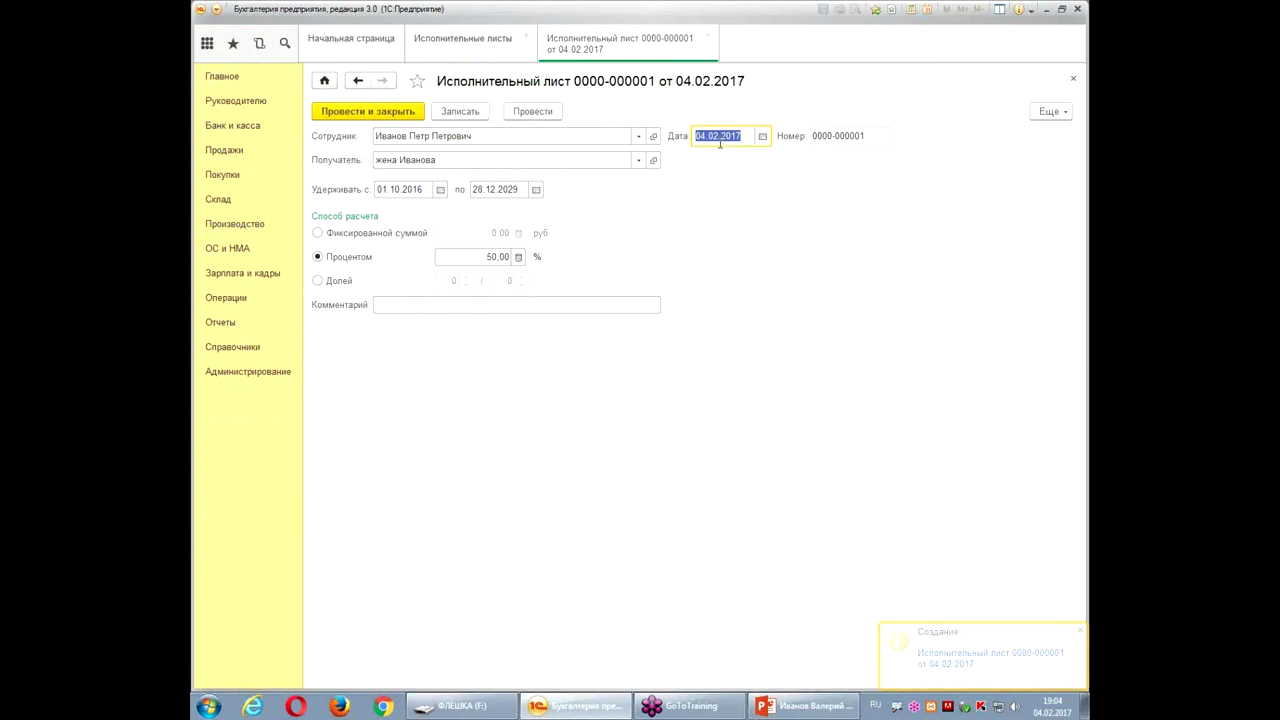 Бухгалтерия предприятия, редакция 3.0 (1С:Предприятие)
M M+ M-
Начальная страница
Исполнительные листы
Исполнительный лист 0000-000001
от 04.02.2017
Главное
Руководителю
Банк и касса
Продажи
Покупки
Склад
Производство
ОС и НМА
Зарплата и кадры
Операции
Отчеты
Справочники
Администрирование
Исполнительный лист 0000-000001 от 04.02.2017
Провести и закрыть
Записать
Провести
Еще
Сотрудник: Иванов Петр Петрович
Дата: 04.02.2017
Номер: 0000-000001
Получатель: жена Иванова
Удерживать с: 01.10.2016 по: 28.12.2029
Способ расчета
Фиксированной суммой 0,00 руб
Процентом 50,00 %
Долей 0 / 0
Комментарий:
Создание:
Исполнительный лист 0000-000001
от 04.02.2017
ФЛЕШКА (F:)
Бухгалтерия пре...
GoToTraining
Иванов Валерий ...
RU
19:04
04.02.2017